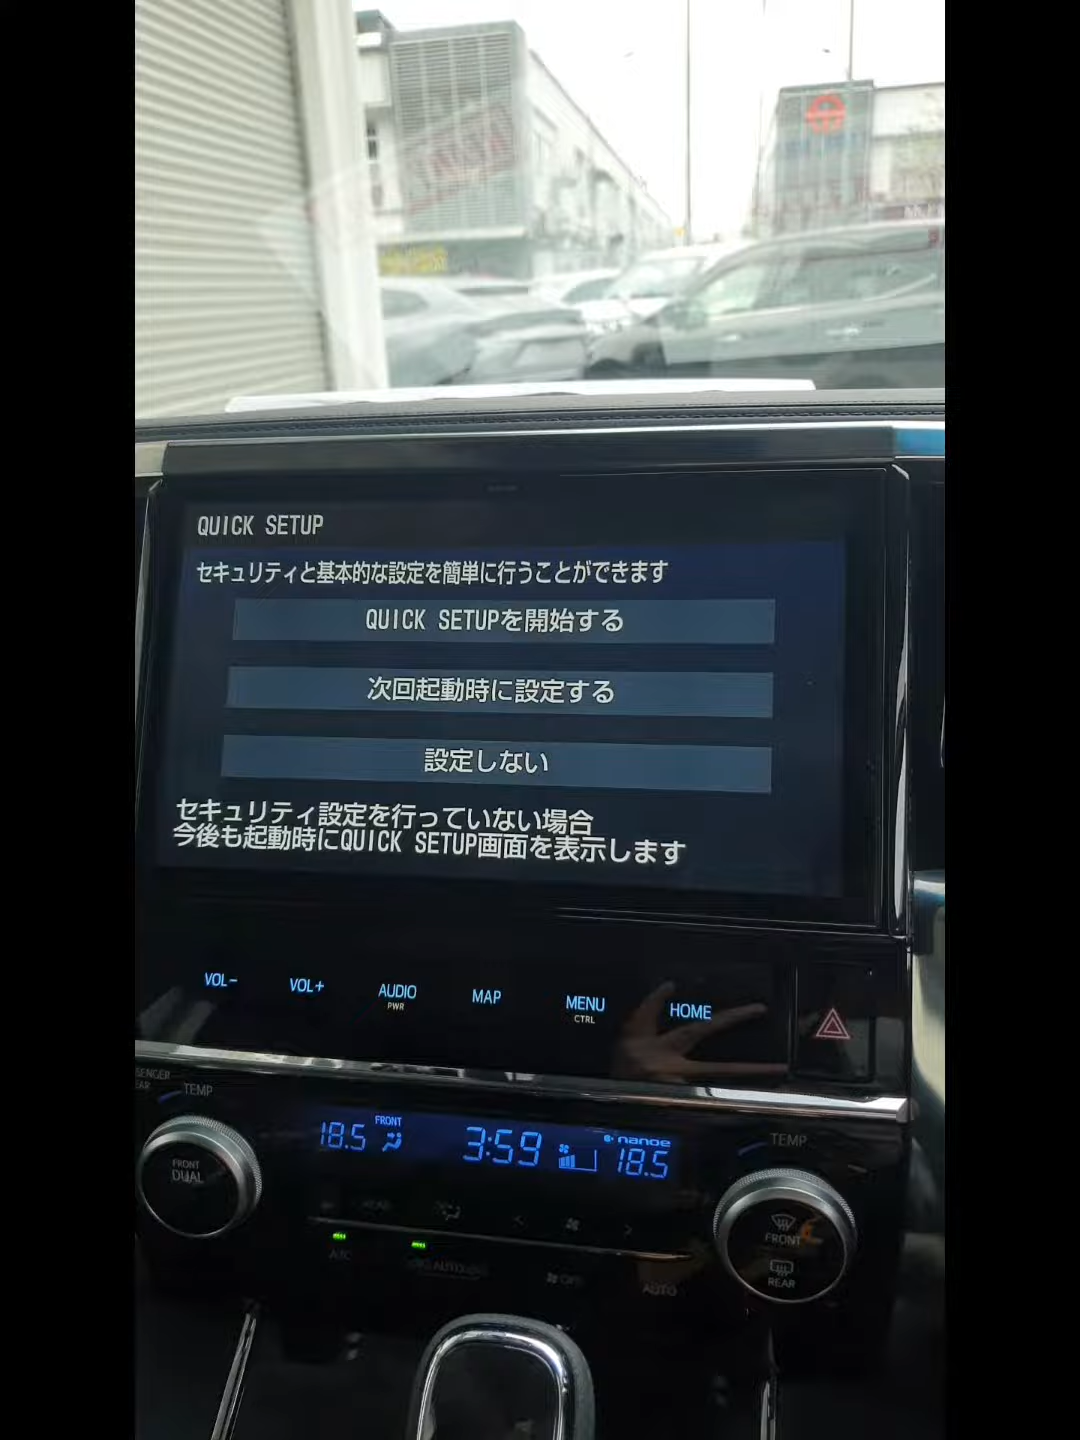 QUICK SETUP
セキュリティと基本的な設定を簡単に行うことができます
QUICK SETUPを開始する
次回起動時に設定する
設定しない
セキュリティ設定を行っていない場合
今後も起動時にQUICK SETUP画面を表示します
VOL− VOL+ AUDIO MAP MENU HOME
PWR CTRL
TEMP
FRONT
DUAL
18.5 FRONT 3:59 nanoe 18.5
TEMP
FRONT
REAR
A/C
AUTO
OFF
AUTO